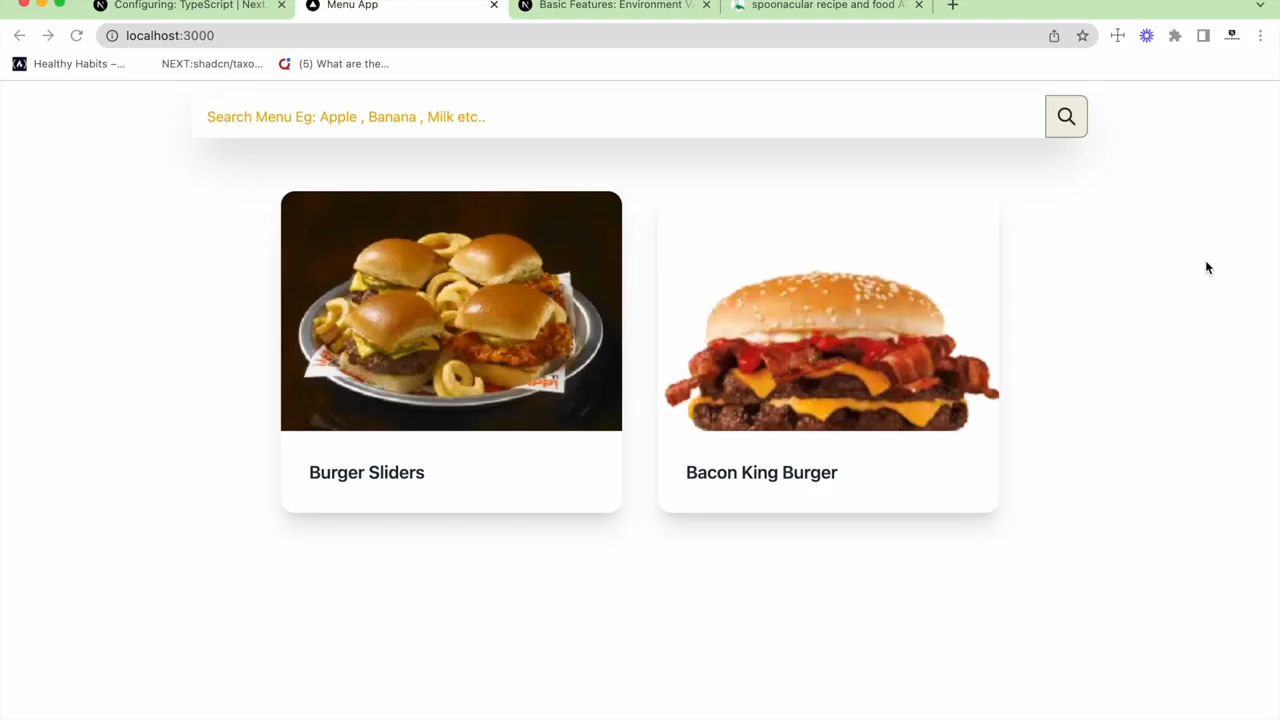 Configuring: TypeScript | Next.
Menu App
Basic Features: Environment V
spoonacular recipe and food A
localhost:3000
Healthy Habits –...
NEXT:shadcn/taxo...
(5) What are the...
Search Menu Eg: Apple , Banana , Milk etc..
Burger Sliders
Bacon King Burger